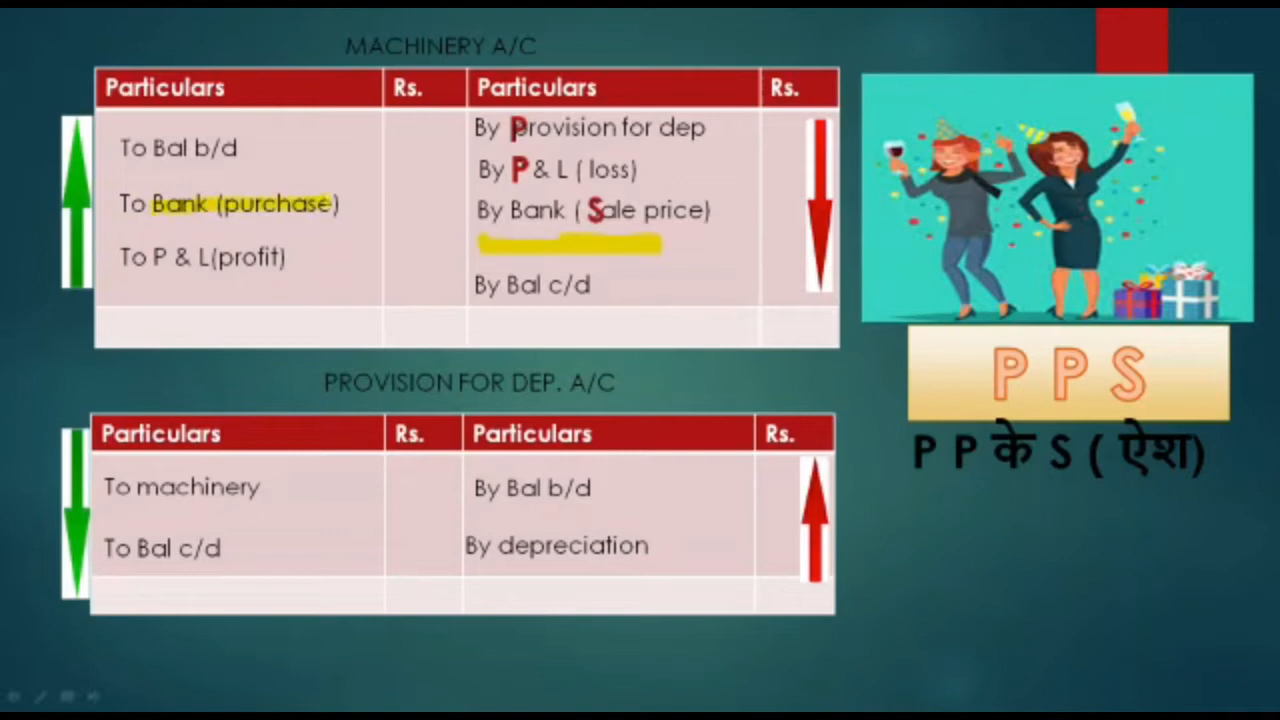 MACHINERY A/C
Particulars Rs. Particulars Rs.
To Bal b/d
To Bank (purchase)
To P & L(profit)
By Provision for dep
By P & L ( loss)
By Bank ( Sale price)
By Bal c/d
P P S
P P के S ( ऐश)
PROVISION FOR DEP. A/C
Particulars Rs. Particulars Rs.
To machinery By Bal b/d
To Bal c/d By depreciation